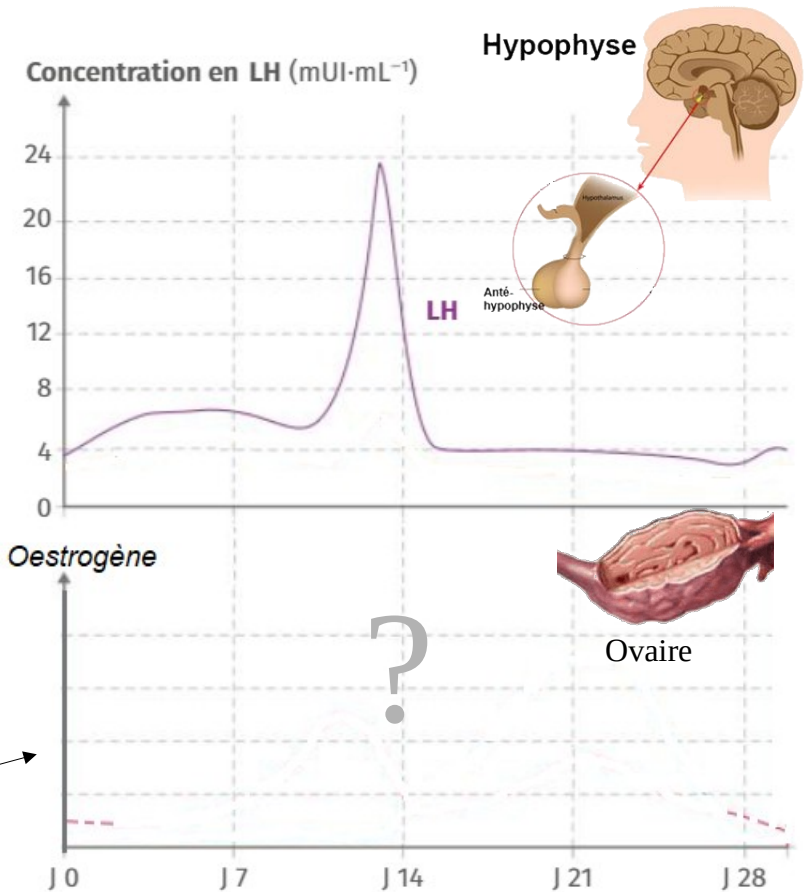 Hypophyse
Concentration en LH (mUI·mL⁻¹)
24
20
16
12
8
4
0
Hypothalamus
Anté-
hypophyse
LH
Oestrogène
?
Ovaire
J 0
J 7
J 14
J 21
J 28